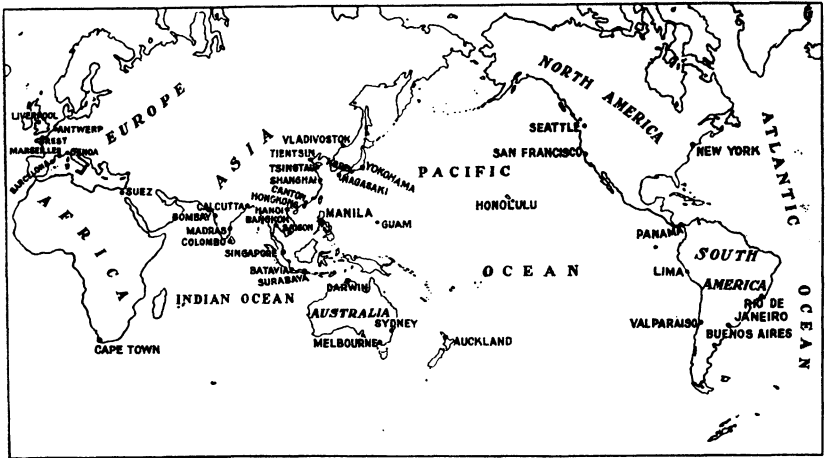 NORTH AMERICA
EUROPE
ASIA
AFRICA
ATLANTIC
OCEAN
PACIFIC
OCEAN
INDIAN OCEAN
SOUTH
AMERICA
AUSTRALIA
LIVERPOOL
ANTWERP
BREST
MARSEILLES
GENOA
BARCELONA
SUEZ
CAPE TOWN
CALCUTTA
BOMBAY
MADRAS
COLOMBO
VLADIVOSTOK
TIENTSIN
TSINGTAO
SHANGHAI
CANTON
HONGKONG
HANOI
BANGKOK
SAIGON
YOKOHAMA
NAGASAKI
MANILA
GUAM
SINGAPORE
BATAVIA
SURABAYA
DARWIN
SYDNEY
MELBOURNE
AUCKLAND
HONOLULU
SEATTLE
SAN FRANCISCO
NEW YORK
PANAMA
LIMA
VALPARAISO
RIO DE
JANEIRO
BUENOS AIRES